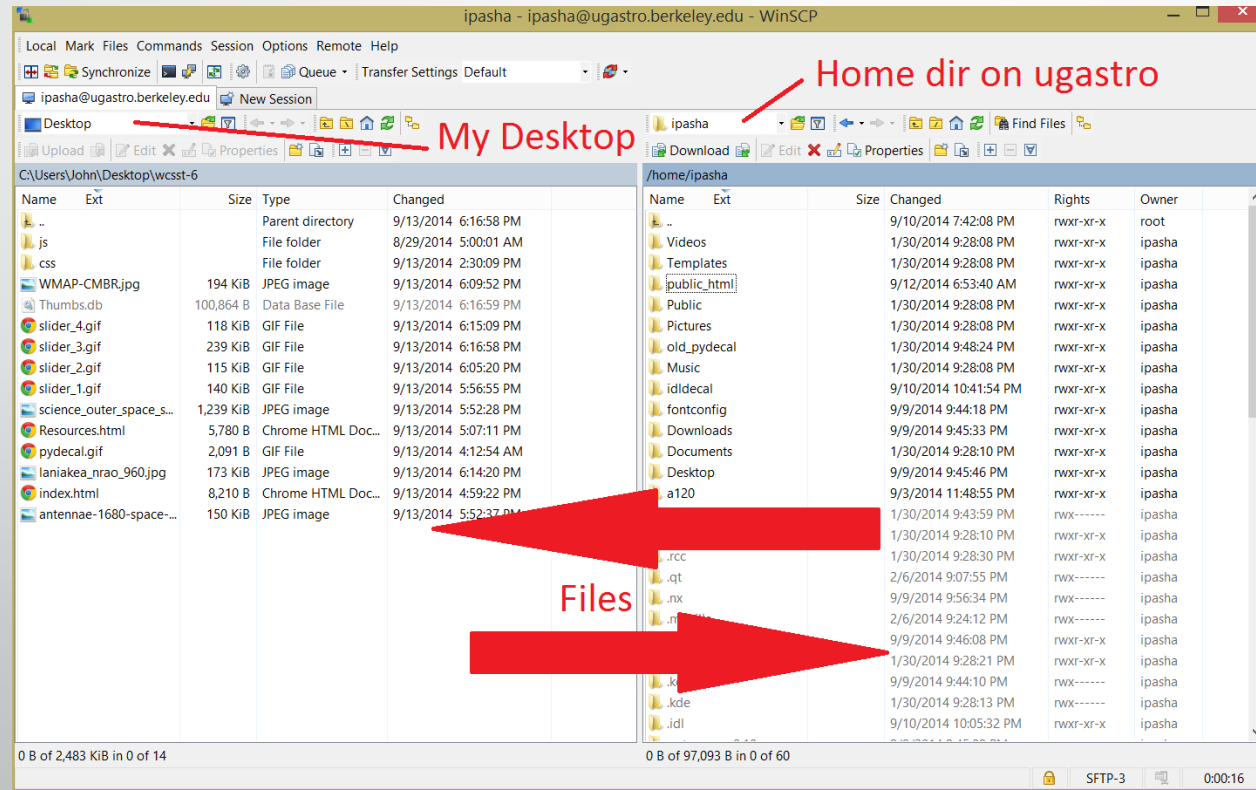 ipasha - ipasha@ugastro.berkeley.edu - WinSCP
Local Mark Files Commands Session Options Remote Help
Synchronize Queue Transfer Settings Default
Home dir on ugastro
ipasha@ugastro.berkeley.edu New Session
Desktop
My Desktop
ipasha Find Files
Upload Edit Proper
Download Edit Properties
C:\Users\John\Desktop\wcsst-6
Name Ext Size Type Changed
.. Parent directory 9/13/2014 6:16:58 PM
js File folder 8/29/2014 5:00:01 AM
css File folder 9/13/2014 2:30:09 PM
WMAP-CMBR.jpg 194 KiB JPEG image 9/13/2014 6:09:52 PM
Thumbs.db 100,864 B Data Base File 9/13/2014 6:16:59 PM
slider_4.gif 118 KiB GIF File 9/13/2014 6:15:09 PM
slider_3.gif 239 KiB GIF File 9/13/2014 6:16:58 PM
slider_2.gif 115 KiB GIF File 9/13/2014 6:05:20 PM
slider_1.gif 140 KiB GIF File 9/13/2014 5:56:55 PM
science_outer_space_s... 1,239 KiB JPEG image 9/13/2014 5:52:28 PM
Resources.html 5,780 B Chrome HTML Doc... 9/13/2014 5:07:11 PM
pydecal.gif 2,091 B GIF File 9/13/2014 4:12:54 AM
laniakea_nrao_960.jpg 173 KiB JPEG image 9/13/2014 6:14:20 PM
index.html 8,210 B Chrome HTML Doc... 9/13/2014 4:59:22 PM
antennae-1680-space-... 150 KiB JPEG image 9/13/2014 5:52:37 PM
/home/ipasha
Name Ext Size Changed Rights Owner
.. 9/10/2014 7:42:08 PM rwxr-xr-x root
Videos 1/30/2014 9:28:08 PM rwxr-xr-x ipasha
Templates 1/30/2014 9:28:08 PM rwxr-xr-x ipasha
public_html 9/12/2014 6:53:40 AM rwxr-xr-x ipasha
Public 1/30/2014 9:28:08 PM rwxr-xr-x ipasha
Pictures 1/30/2014 9:28:08 PM rwxr-xr-x ipasha
old_pydecal 1/30/2014 9:48:24 PM rwxr-xr-x ipasha
Music 1/30/2014 9:28:08 PM rwxr-xr-x ipasha
idldecal 9/10/2014 10:41:54 PM rwxr-xr-x ipasha
fontconfig 9/9/2014 9:44:18 PM rwxr-xr-x ipasha
Downloads 9/9/2014 9:45:33 PM rwxr-xr-x ipasha
Documents 1/30/2014 9:28:10 PM rwxr-xr-x ipasha
Desktop 9/9/2014 9:45:46 PM rwxr-xr-x ipasha
a120 9/3/2014 11:48:55 PM rwxr-xr-x ipasha
1/30/2014 9:43:59 PM rwx------ ipasha
1/30/2014 9:28:10 PM rwxr-xr-x ipasha
.rcc 1/30/2014 9:28:30 PM rwxr-xr-x ipasha
.qt 2/6/2014 9:07:55 PM rwx------ ipasha
.nx 9/9/2014 9:56:34 PM rwx------ ipasha
2/6/2014 9:24:12 PM rwx------ ipasha
9/9/2014 9:46:08 PM rwxr-xr-x ipasha
1/30/2014 9:28:21 PM rwxr-xr-x ipasha
9/9/2014 9:44:10 PM rwx------ ipasha
.kde 1/30/2014 9:28:13 PM rwx------ ipasha
.idl 9/10/2014 10:05:32 PM rwxr-xr-x ipasha
Files
0 B of 2,483 KiB in 0 of 14
0 B of 97,093 B in 0 of 60
SFTP-3 0:00:16